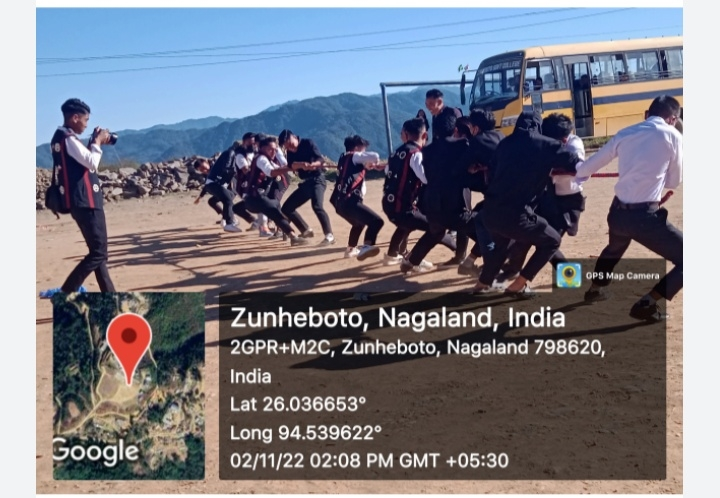 GPS Map Camera
Zunheboto, Nagaland, India
2GPR+M2C, Zunheboto, Nagaland 798620,
India
Lat 26.036653°
Long 94.539622°
02/11/22 02:08 PM GMT +05:30
Google